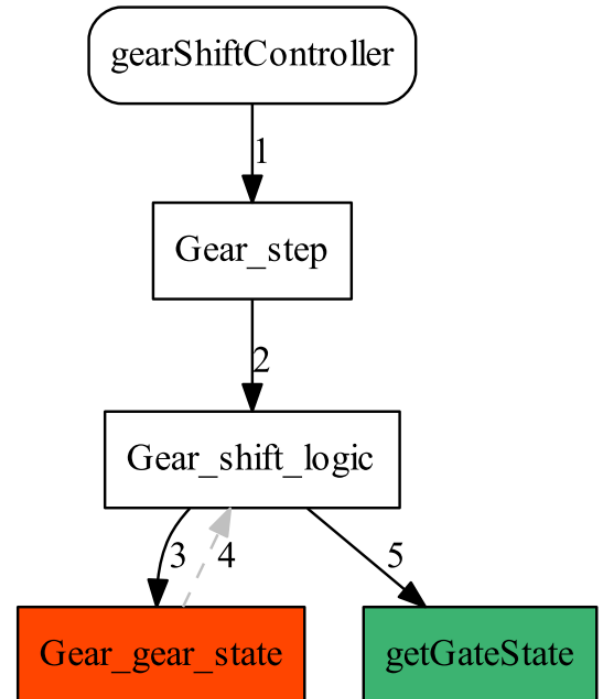 gearShiftController
1
Gear_step
2
Gear_shift_logic
3
4
5
Gear_gear_state
getGateState